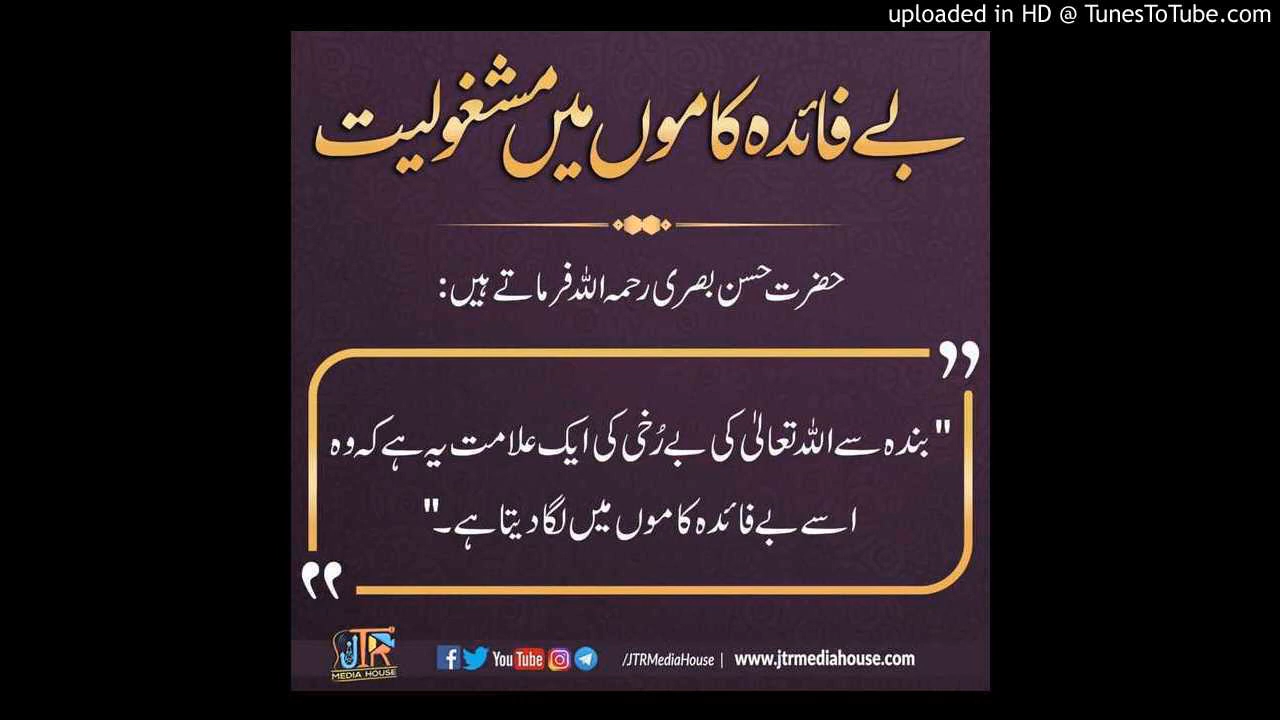 uploaded in HD @ TunesToTube.com
بے فائدہ کاموں میں مشغولیت
حضرت حسن بصری رحمہ اللہ فرماتے ہیں:
"بندہ سے اللہ تعالیٰ کی بے رُخی کی ایک علامت یہ ہے کہ وہ
اسے بے فائدہ کاموں میں لگا دیتا ہے۔"
JTR
MEDIA HOUSE
YouTube
/JTRMediaHouse | www.jtrmediahouse.com